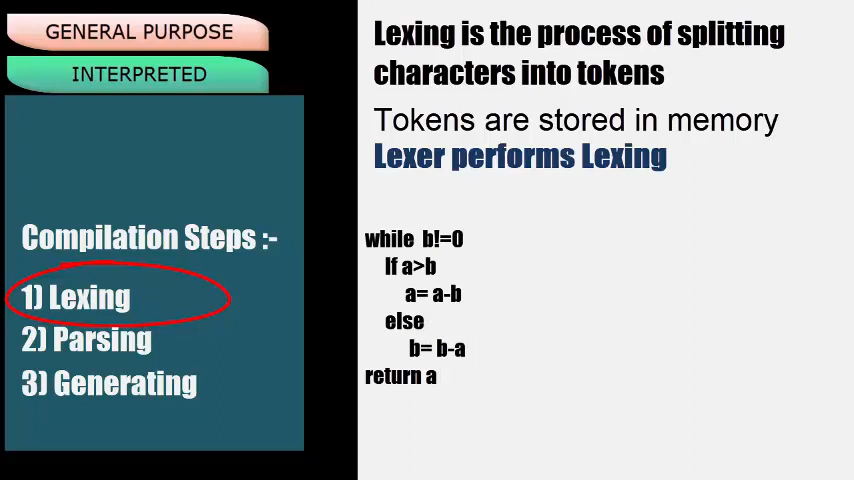 GENERAL PURPOSE
INTERPRETED
Compilation Steps :-
1) Lexing
2) Parsing
3) Generating
Lexing is the process of splitting
characters into tokens
Tokens are stored in memory
Lexer performs Lexing
while b!=0
If a>b
a= a-b
else
b= b-a
return a